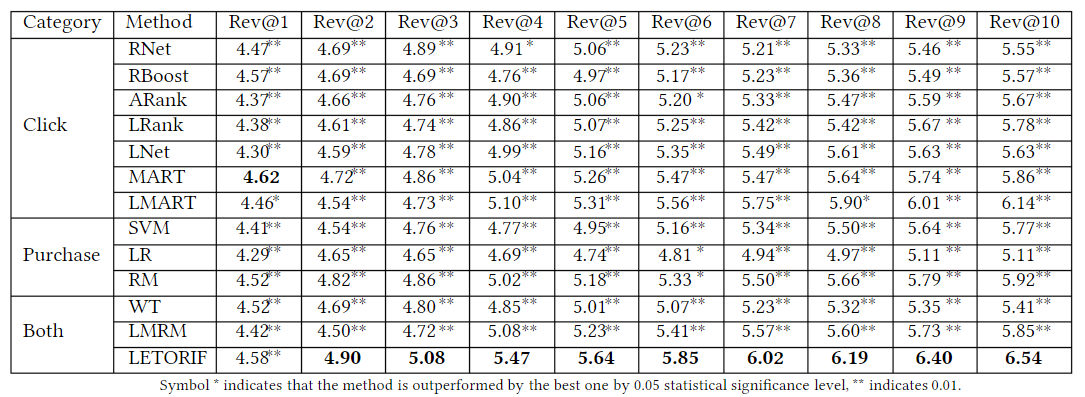 Category Method Rev@1 Rev@2 Rev@3 Rev@4 Rev@5 Rev@6 Rev@7 Rev@8 Rev@9 Rev@10
Click
RNet 4.47** 4.69** 4.89** 4.91* 5.06** 5.23** 5.21** 5.33** 5.46** 5.55**
RBoost 4.57** 4.69** 4.69** 4.76** 4.97** 5.17** 5.23** 5.36** 5.49** 5.57**
ARank 4.37** 4.66** 4.76** 4.90** 5.06** 5.20* 5.33** 5.47** 5.59** 5.67**
LRank 4.38** 4.61** 4.74** 4.86** 5.07** 5.25** 5.42** 5.42** 5.67** 5.78**
LNet 4.30** 4.59** 4.78** 4.99** 5.16** 5.35** 5.49** 5.61** 5.63** 5.63**
MART 4.62 4.72** 4.86** 5.04** 5.26** 5.47** 5.47** 5.64** 5.74** 5.86**
LMART 4.46* 4.54** 4.73** 5.10** 5.31** 5.56** 5.75** 5.90* 6.01** 6.14**
Purchase
SVM 4.41** 4.54** 4.76** 4.77** 4.95** 5.16** 5.34** 5.50** 5.64** 5.77**
LR 4.29** 4.65** 4.65** 4.69** 4.74** 4.81* 4.94** 4.97** 5.11** 5.11**
RM 4.52** 4.82** 4.86** 5.02** 5.18** 5.33* 5.50** 5.66** 5.79** 5.92**
Both
WT 4.52** 4.69** 4.80** 4.85** 5.01** 5.07** 5.23** 5.32** 5.35** 5.41**
LMRM 4.42** 4.50** 4.72** 5.08** 5.23** 5.41** 5.57** 5.60** 5.73** 5.85**
LETORIF 4.58** 4.90 5.08 5.47 5.64 5.85 6.02 6.19 6.40 6.54
Symbol * indicates that the method is outperformed by the best one by 0.05 statistical significance level, ** indicates 0.01.